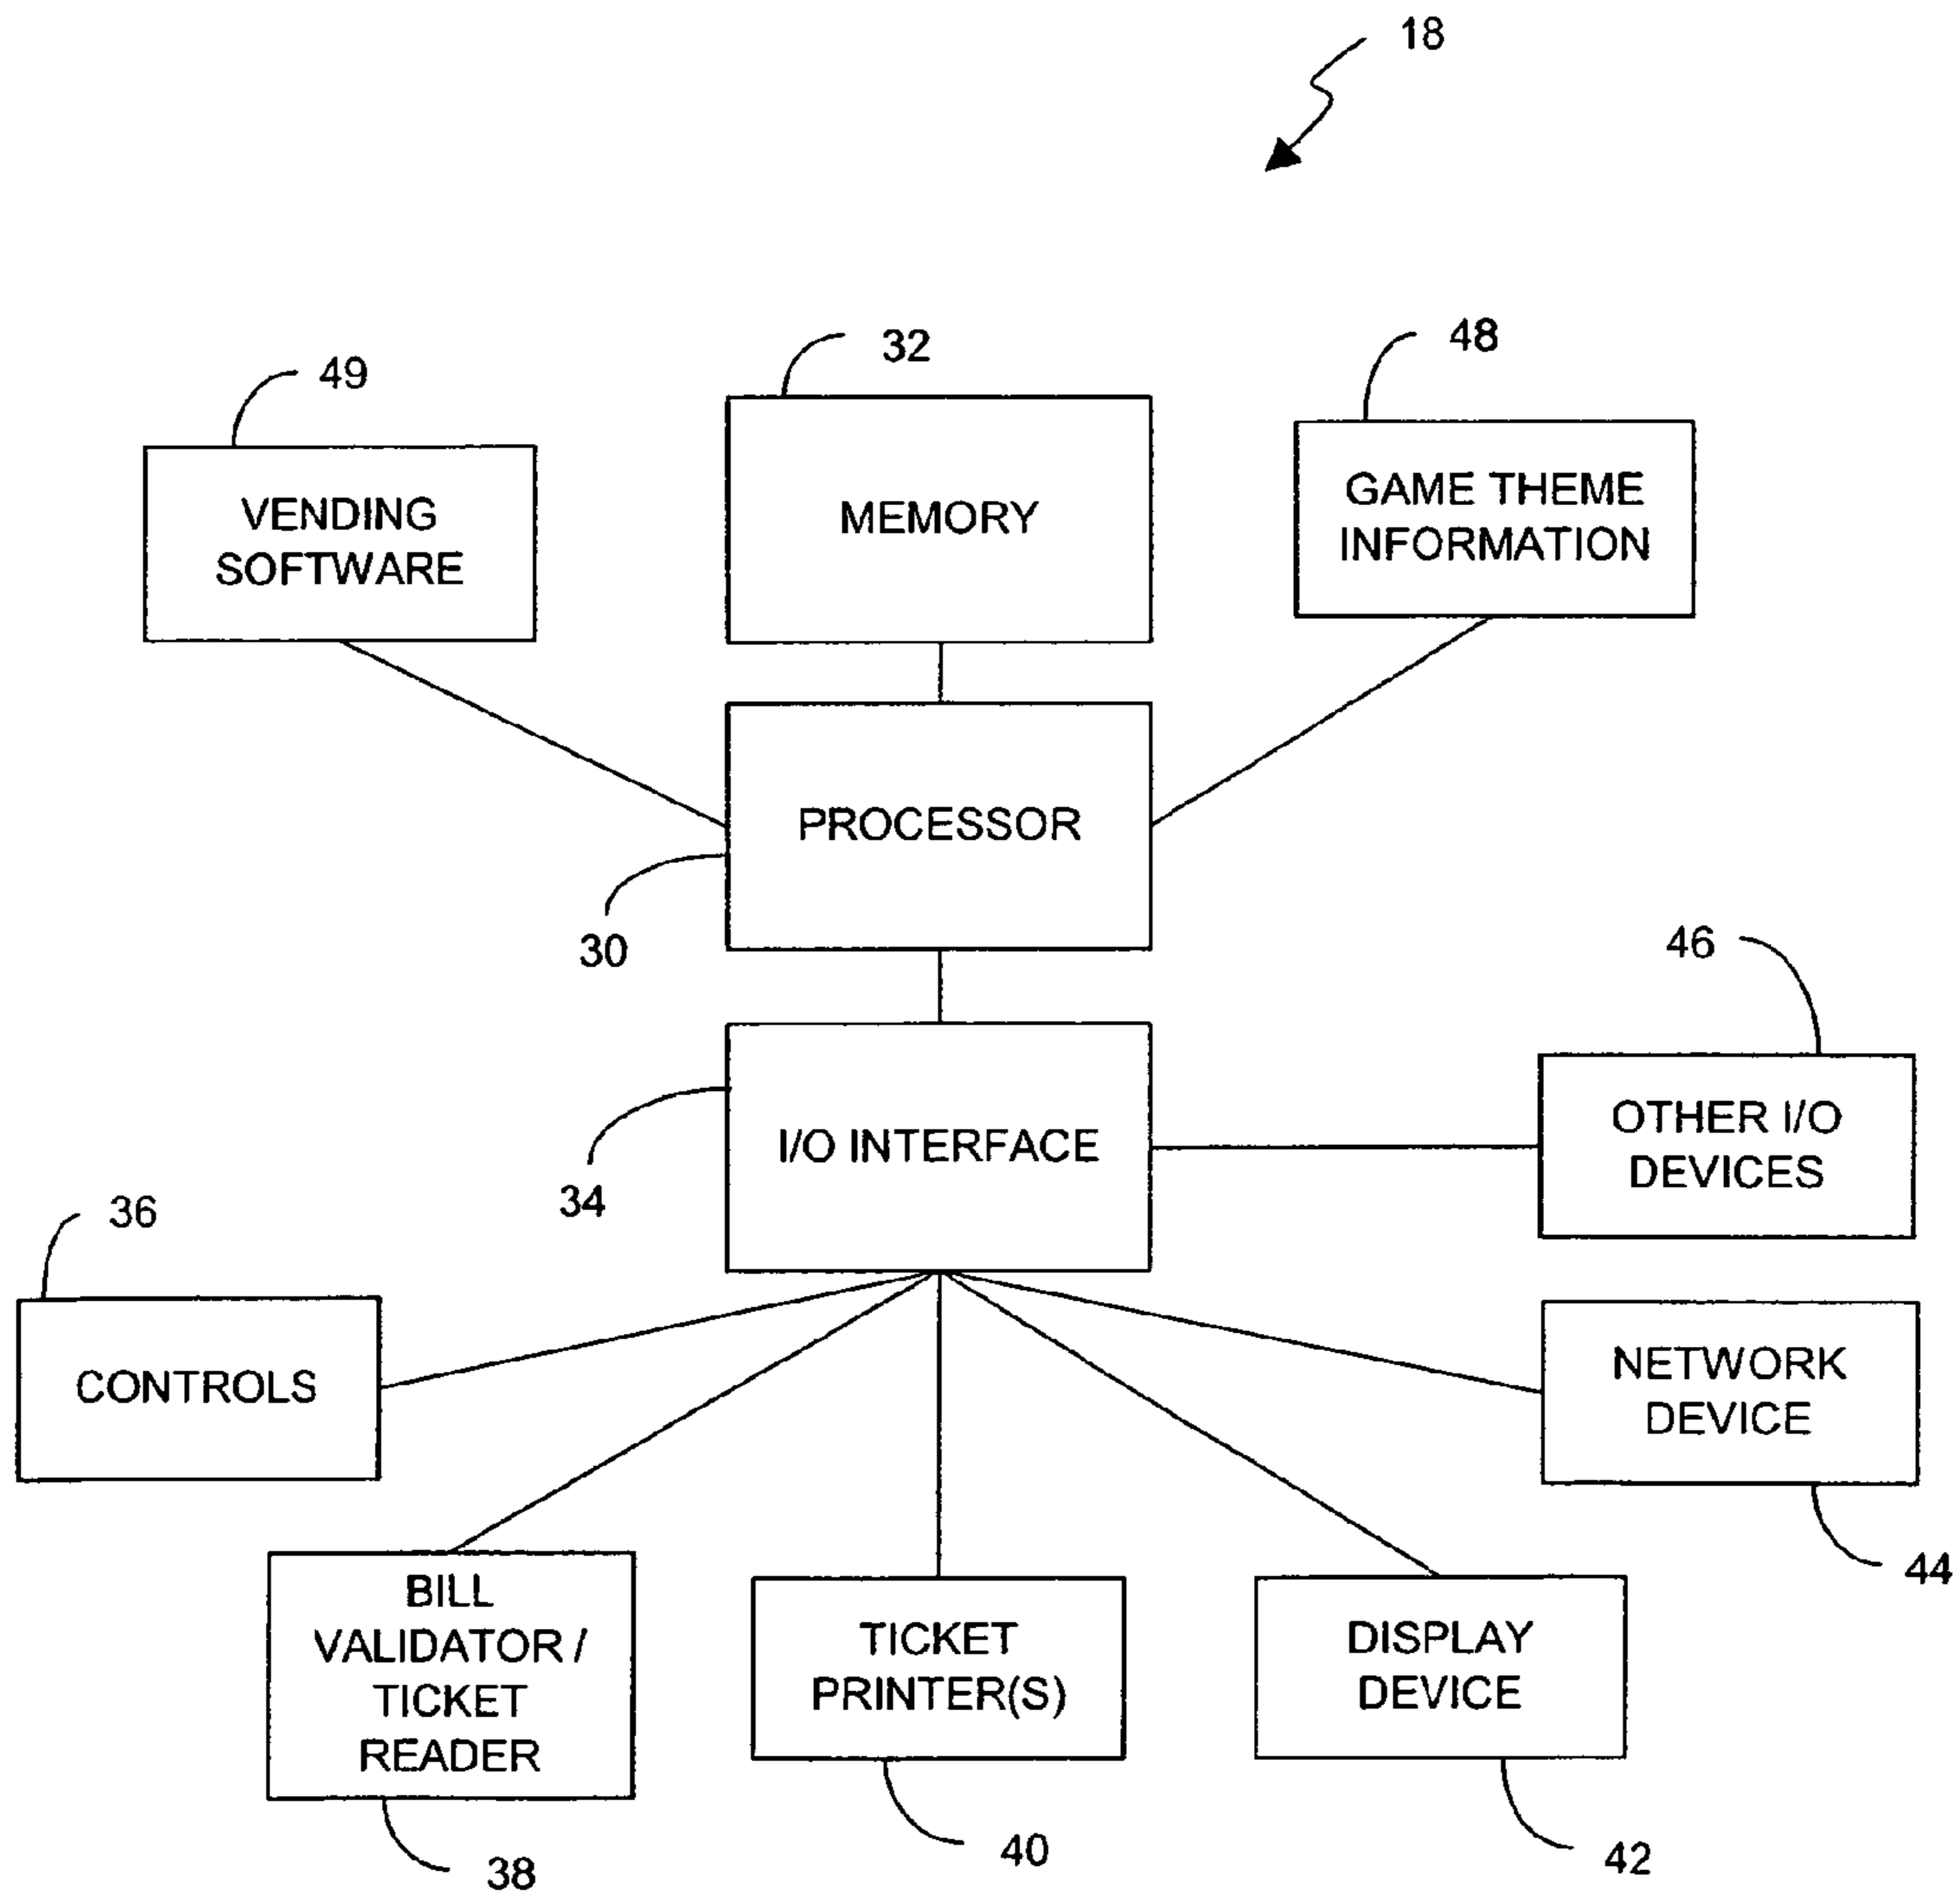 18
32
48
49
VENDING
SOFTWARE
MEMORY
GAME THEME
INFORMATION
PROCESSOR
30
46
I/O INTERFACE
34
OTHER I/O
DEVICES
36
CONTROLS
NETWORK
DEVICE
44
BILL
VALIDATOR /
TICKET
READER
38
TICKET
PRINTER(S)
40
DISPLAY
DEVICE
42